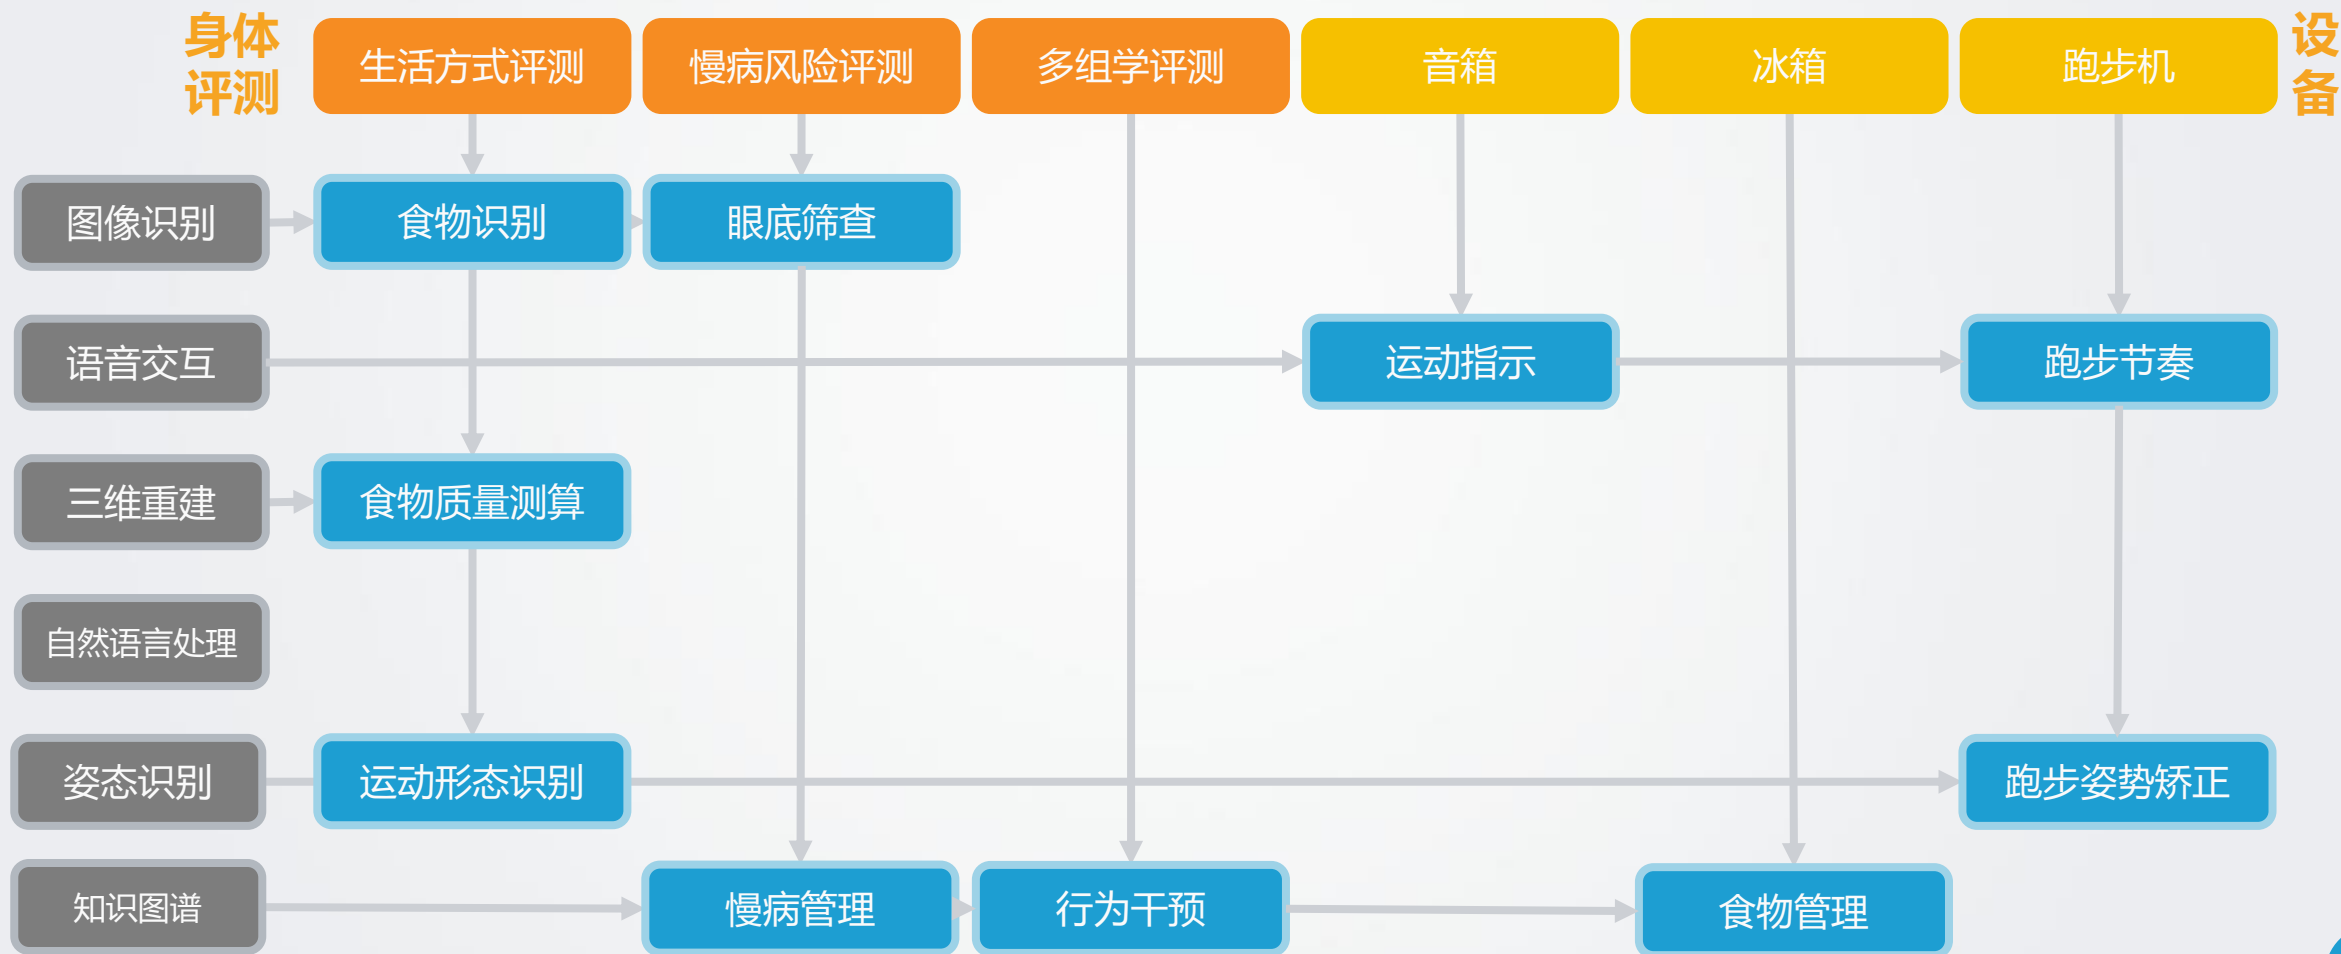 身体
评测
生活方式评测
慢病风险评测
多组学评测
音箱
冰箱
跑步机
设
备
图像识别
食物识别
眼底筛查
语音交互
运动指示
跑步节奏
三维重建
食物质量测算
自然语言处理
姿态识别
运动形态识别
跑步姿势矫正
知识图谱
慢病管理
行为干预
食物管理